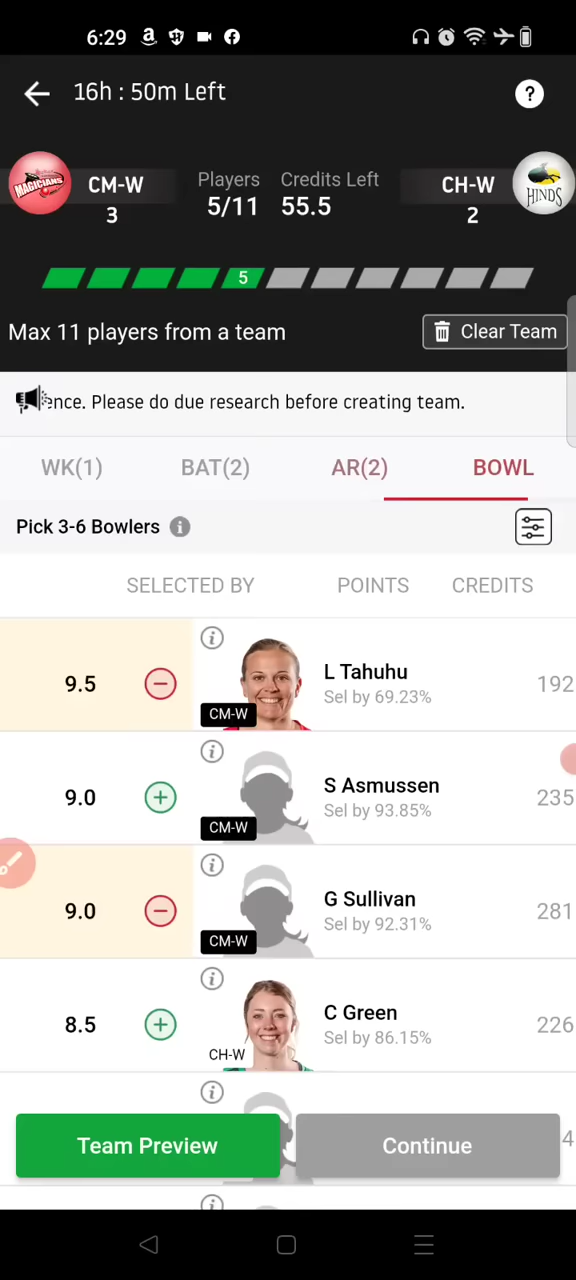 6:29
16h : 50m Left
?
MAGICIANS
CM-W
3
Players
5/11
Credits Left
55.5
CH-W
2
HINDS
5
Max 11 players from a team
Clear Team
ence. Please do due research before creating team.
WK(1) BAT(2) AR(2) BOWL
Pick 3-6 Bowlers i
SELECTED BY POINTS CREDITS
9.5
CM-W
L Tahuhu
Sel by 69.23%
192
9.0
CM-W
S Asmussen
Sel by 93.85%
235
9.0
CM-W
G Sullivan
Sel by 92.31%
281
8.5
CH-W
C Green
Sel by 86.15%
226
4
Team Preview
Continue